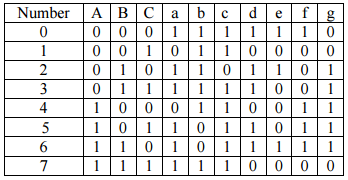 Number A B C a b c d e f g
0 0 0 0 1 1 1 1 1 1 0
1 0 0 1 0 1 1 0 0 0 0
2 0 1 0 1 1 0 1 1 0 1
3 0 1 1 1 1 1 1 0 0 1
4 1 0 0 0 1 1 0 0 1 1
5 1 0 1 1 0 1 1 0 1 1
6 1 1 0 1 0 1 1 1 1 1
7 1 1 1 1 1 1 0 0 0 0